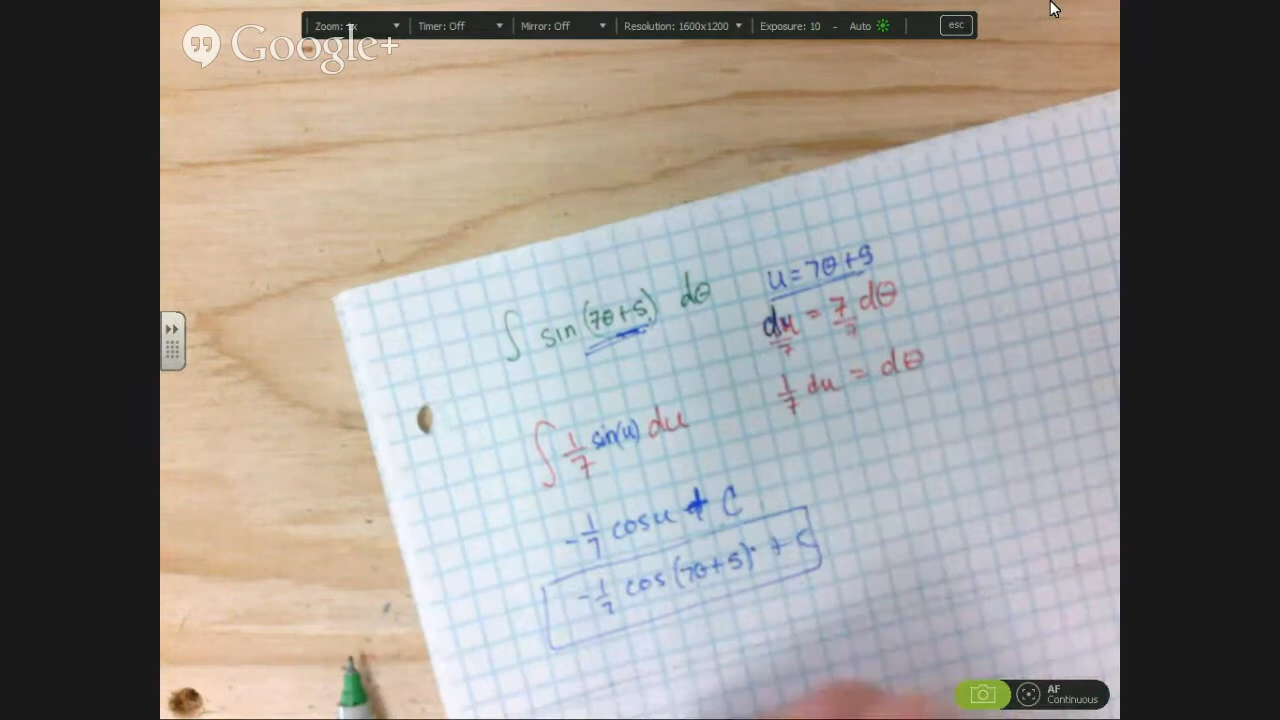 Zoom: 1x Timer: Off Mirror: Off Resolution: 1600x1200 Exposure: 10 - Auto esc
Google+
∫ sin(7θ+5) dθ
u = 7θ+5
du/7 = 7/7 dθ
1/7 du = dθ
∫ 1/7 sin(u) du
-1/7 cosu + C
-1/7 cos(7θ+5) + C
AF
Continuous